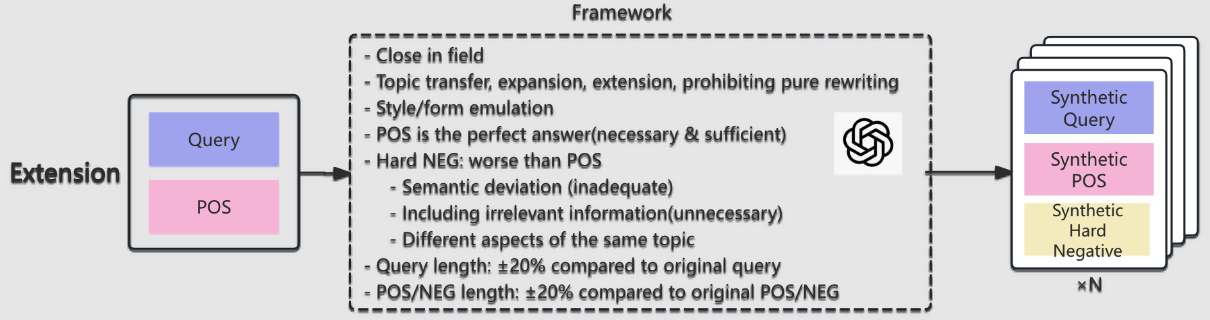 Framework
Extension
Query
POS
- Close in field
- Topic transfer, expansion, extension, prohibiting pure rewriting
- Style/form emulation
- POS is the perfect answer(necessary & sufficient)
- Hard NEG: worse than POS
- Semantic deviation (inadequate)
- Including irrelevant information(unnecessary)
- Different aspects of the same topic
- Query length: ±20% compared to original query
- POS/NEG length: ±20% compared to original POS/NEG
Synthetic
Query
Synthetic
POS
Synthetic
Hard
Negative
×N